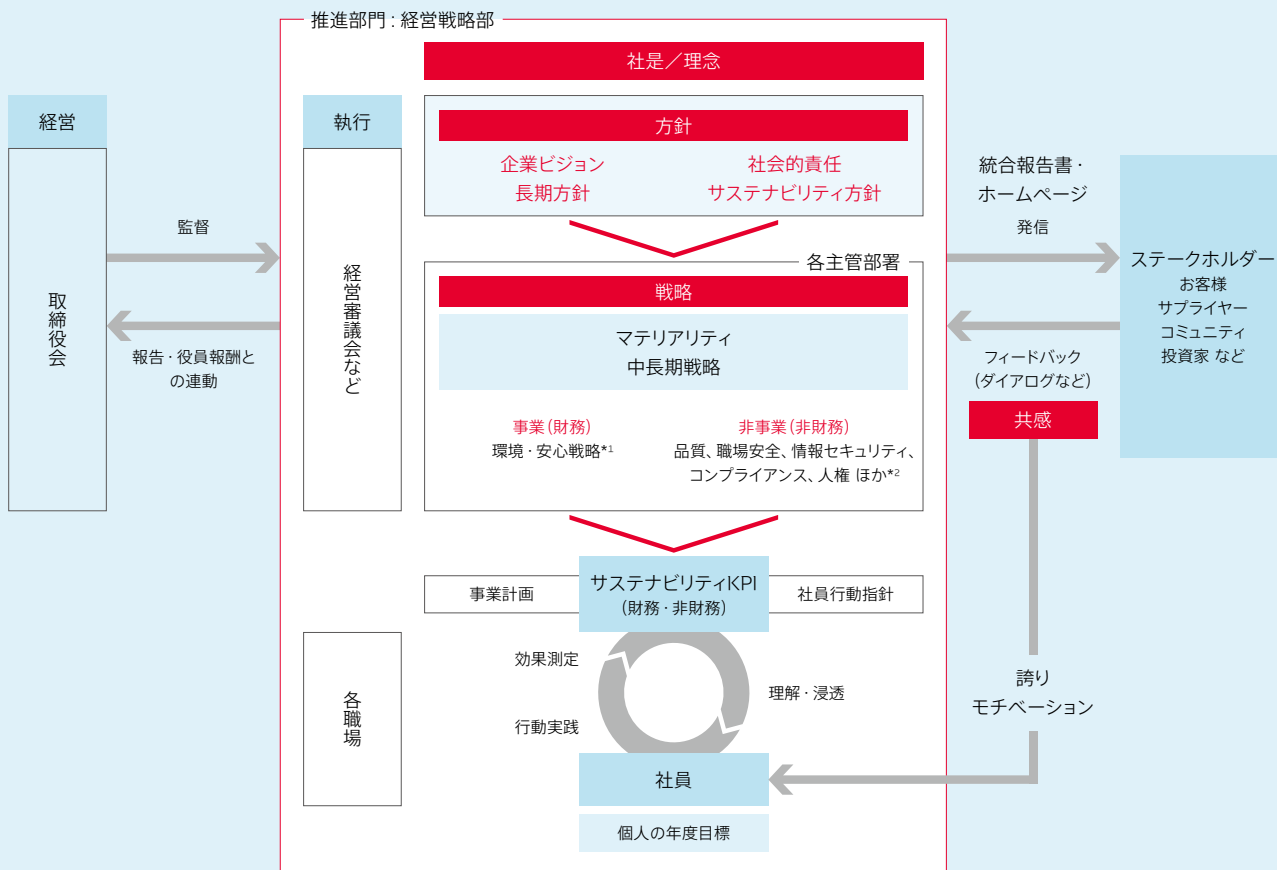 推進部門：経営戦略部
社是／理念
経営
取締役会
監督
報告・役員報酬と
の連動
執行
経営審議会など
方針
企業ビジョン
長期方針
社会的責任
サステナビリティ方針
各主管部署
戦略
マテリアリティ
中長期戦略
事業（財務）
環境・安心戦略*1
非事業（非財務）
品質、職場安全、情報セキュリティ、
コンプライアンス、人権 ほか*2
統合報告書・
ホームページ
発信
フィードバック
（ダイアログなど）
共感
ステークホルダー
お客様
サプライヤー
コミュニティ
投資家 など
事業計画
サステナビリティKPI
（財務・非財務）
社員行動指針
各職場
効果測定
理解・浸透
行動実践
社員
個人の年度目標
誇り
モチベーション